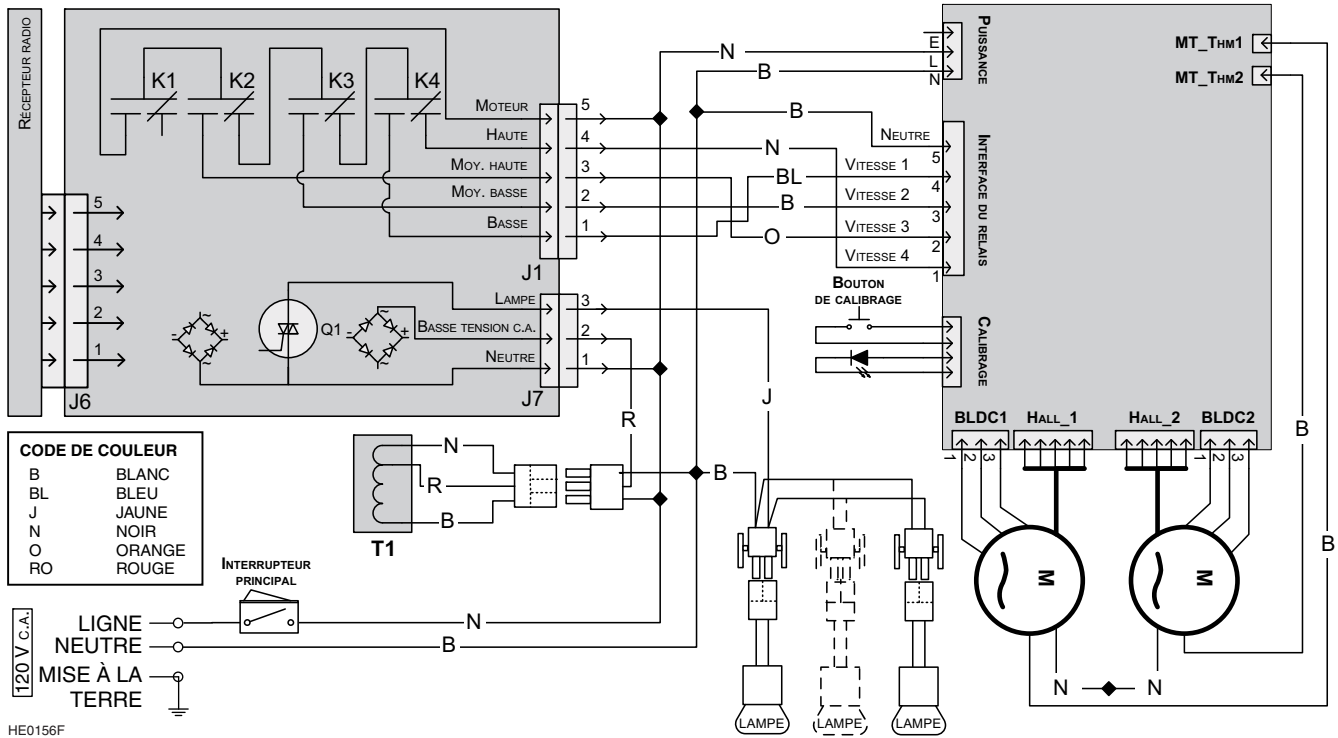 RÉCEPTEUR RADIO
K1
K2
K3
K4
MOTEUR
HAUTE
MOY. HAUTE
MOY. BASSE
BASSE
5
4
3
2
1
J1
5
4
3
2
1
J6
Q1
LAMPE
BASSE TENSION C.A.
NEUTRE
3
2
1
J7
N
B
B
N
BL
B
O
J
R
PUISSANCE
E
L
N
INTERFACE DU RELAIS
NEUTRE
VITESSE 1
VITESSE 2
VITESSE 3
VITESSE 4
5
4
3
2
1
BOUTON
DE CALIBRAGE
CALIBRAGE
MT_THM1
MT_THM2
BLDC1
HALL_1
HALL_2
BLDC2
1
2
3
1
2
3
M
M
B
B
N
N
CODE DE COULEUR
B BLANC
BL BLEU
J JAUNE
N NOIR
O ORANGE
RO ROUGE
N
R
B
T1
B
INTERRUPTEUR
PRINCIPAL
120 V C.A.
LIGNE
N
NEUTRE
B
MISE À LA
TERRE
LAMPE
LAMPE
LAMPE
HE0156F
+
-
~
~
+
-
~
~